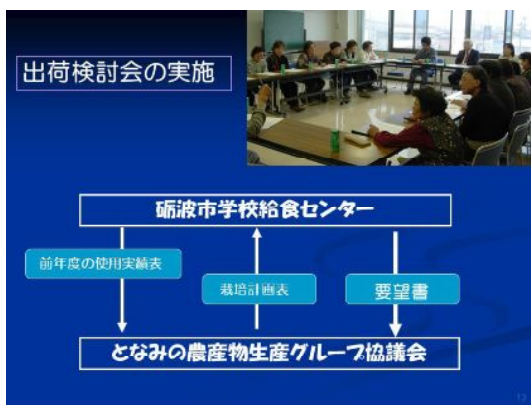 出荷検討会の実施
砺波市学校給食センター
前年度の使用実績表
栽培計画表
要望書
となみの農産物生産グループ協議会
13